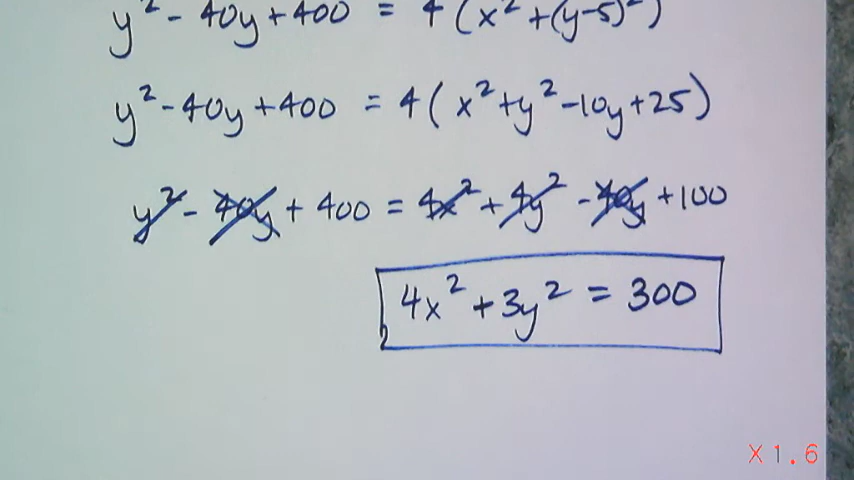 y² - 40y + 400 = 4(x² + (y-5)²)
y² - 40y + 400 = 4(x² + y² - 10y + 25)
y² - 40y + 400 = 4x² + 4y² - 40y + 100
4x² + 3y² = 300
X1.6